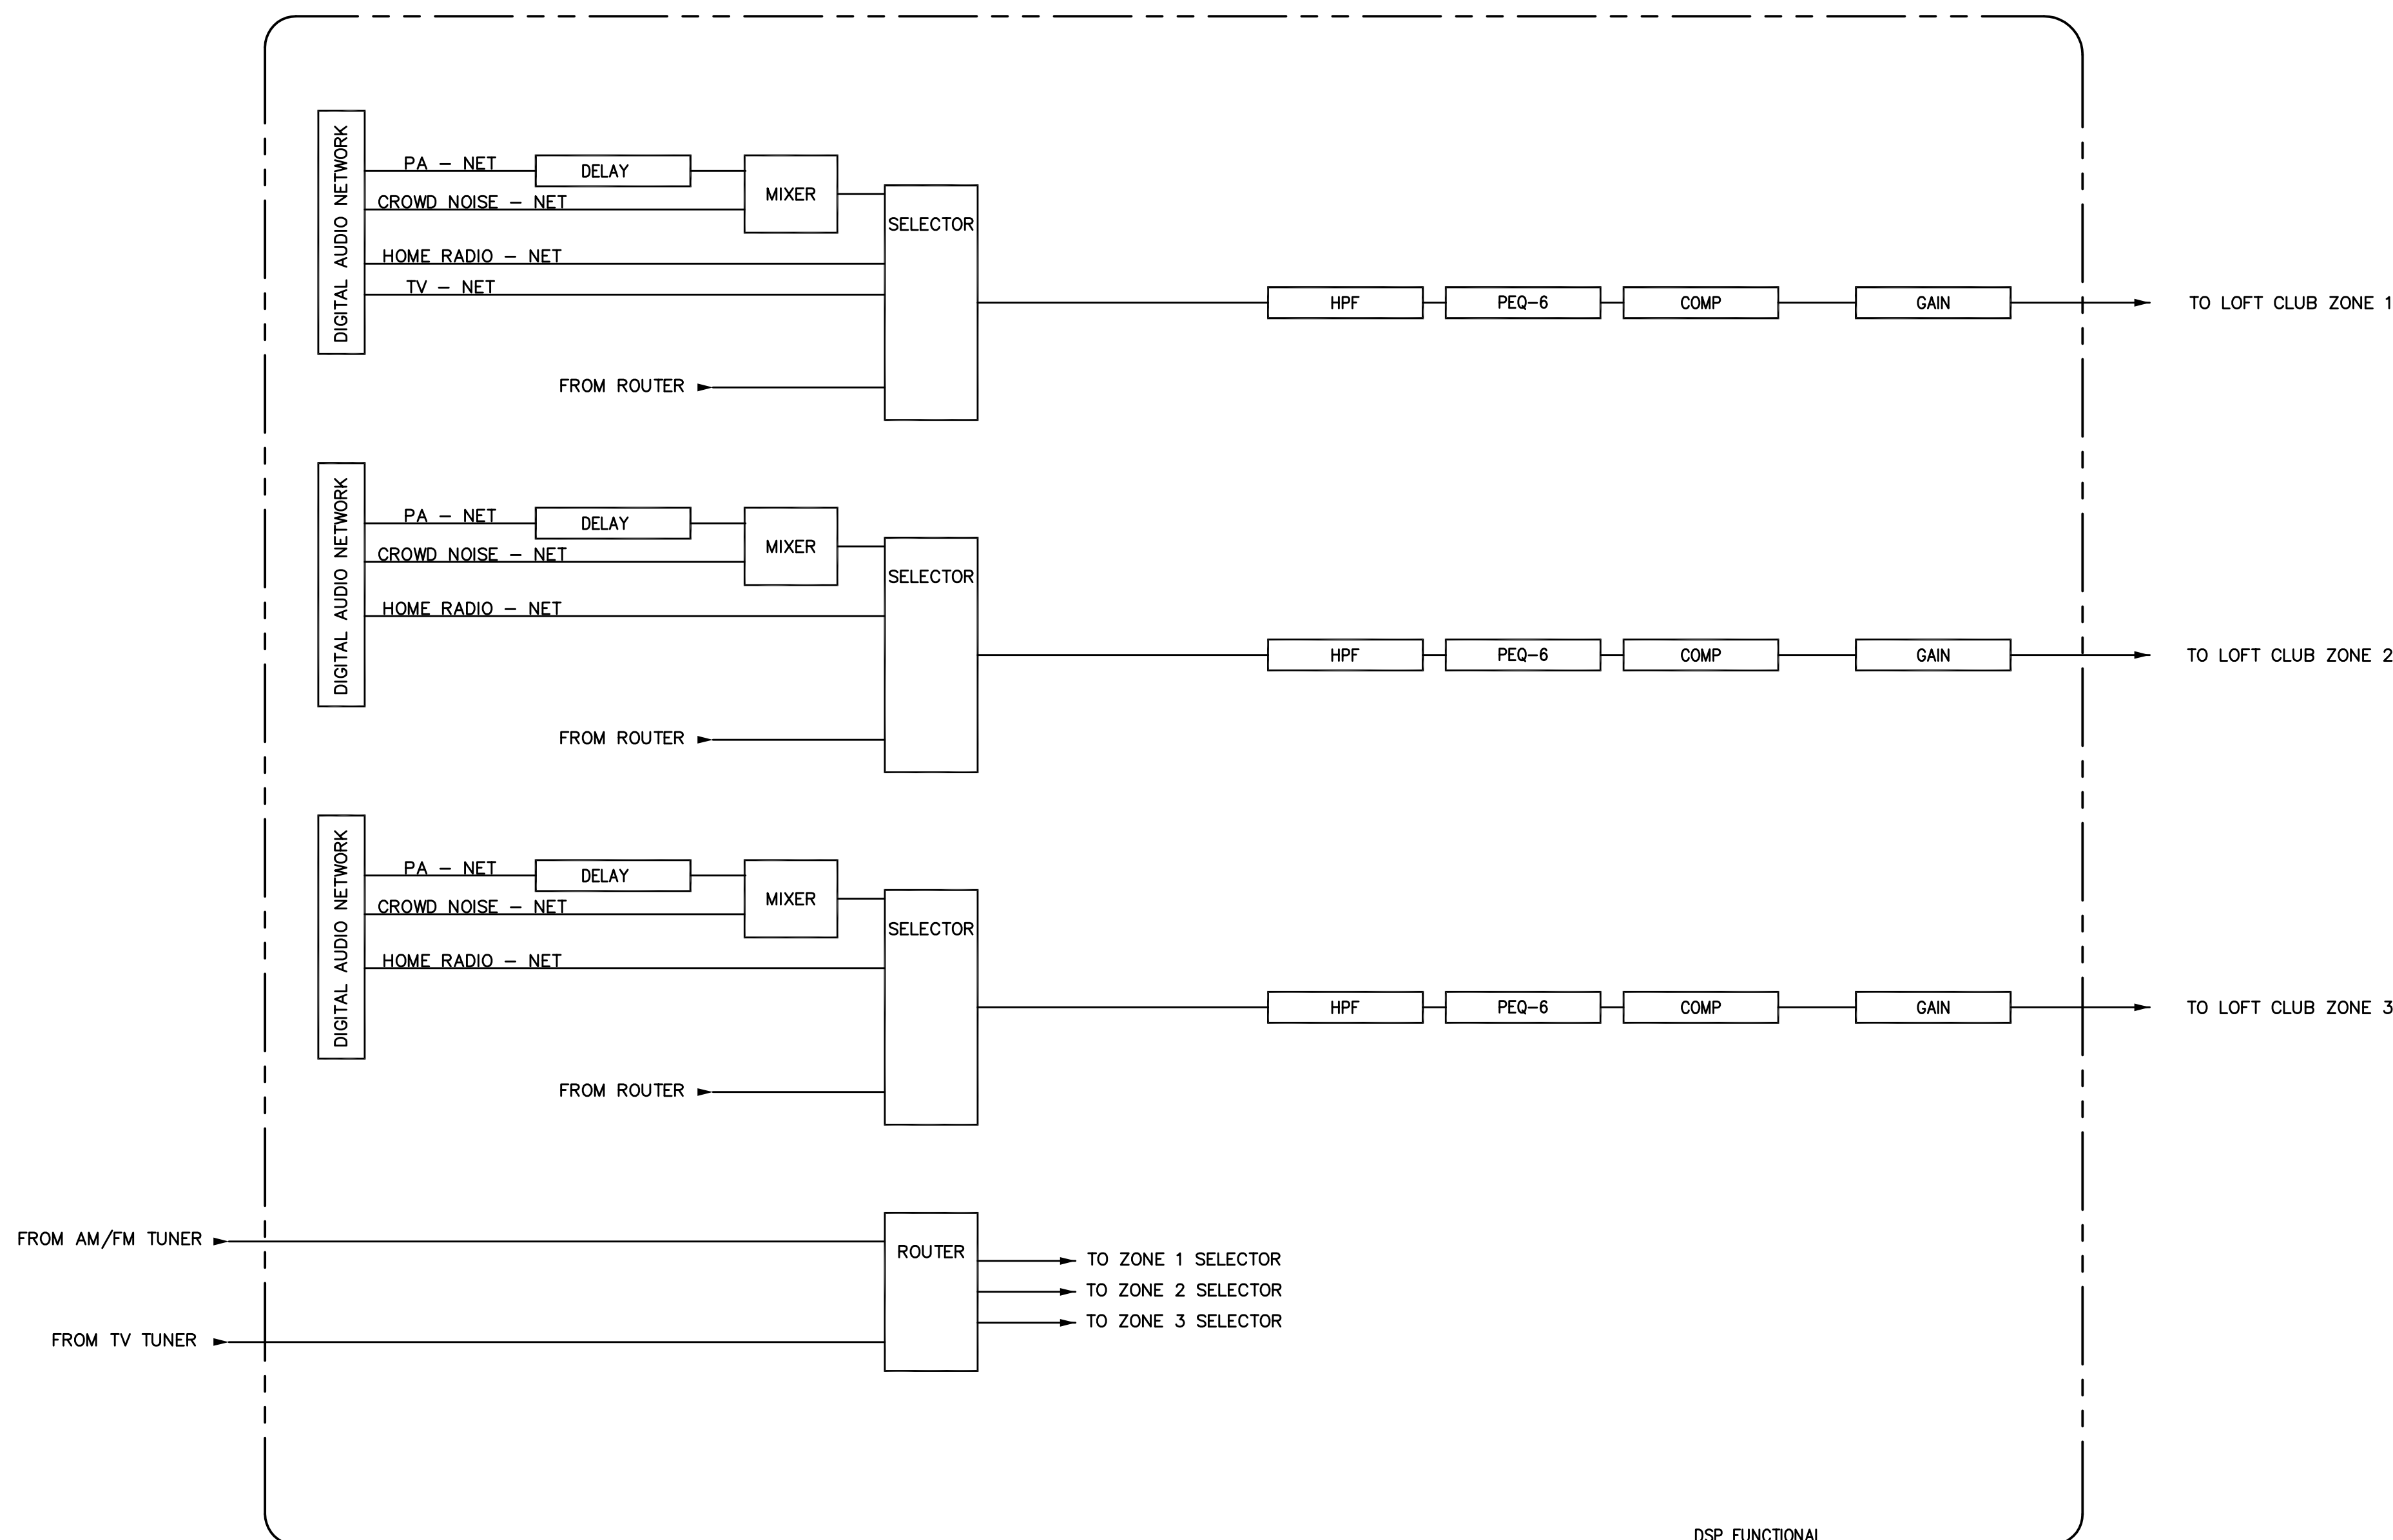 DIGITAL AUDIO NETWORK
PA – NET
DELAY
MIXER
CROWD NOISE – NET
SELECTOR
HOME RADIO – NET
TV – NET
HPF
PEQ–6
COMP
GAIN
TO LOFT CLUB ZONE 1
FROM ROUTER
DIGITAL AUDIO NETWORK
PA – NET
DELAY
MIXER
CROWD NOISE – NET
SELECTOR
HOME RADIO – NET
HPF
PEQ–6
COMP
GAIN
TO LOFT CLUB ZONE 2
FROM ROUTER
DIGITAL AUDIO NETWORK
PA – NET
DELAY
MIXER
CROWD NOISE – NET
SELECTOR
HOME RADIO – NET
HPF
PEQ–6
COMP
GAIN
TO LOFT CLUB ZONE 3
FROM ROUTER
FROM AM/FM TUNER
ROUTER
TO ZONE 1 SELECTOR
TO ZONE 2 SELECTOR
TO ZONE 3 SELECTOR
FROM TV TUNER
DSP FUNCTIONAL